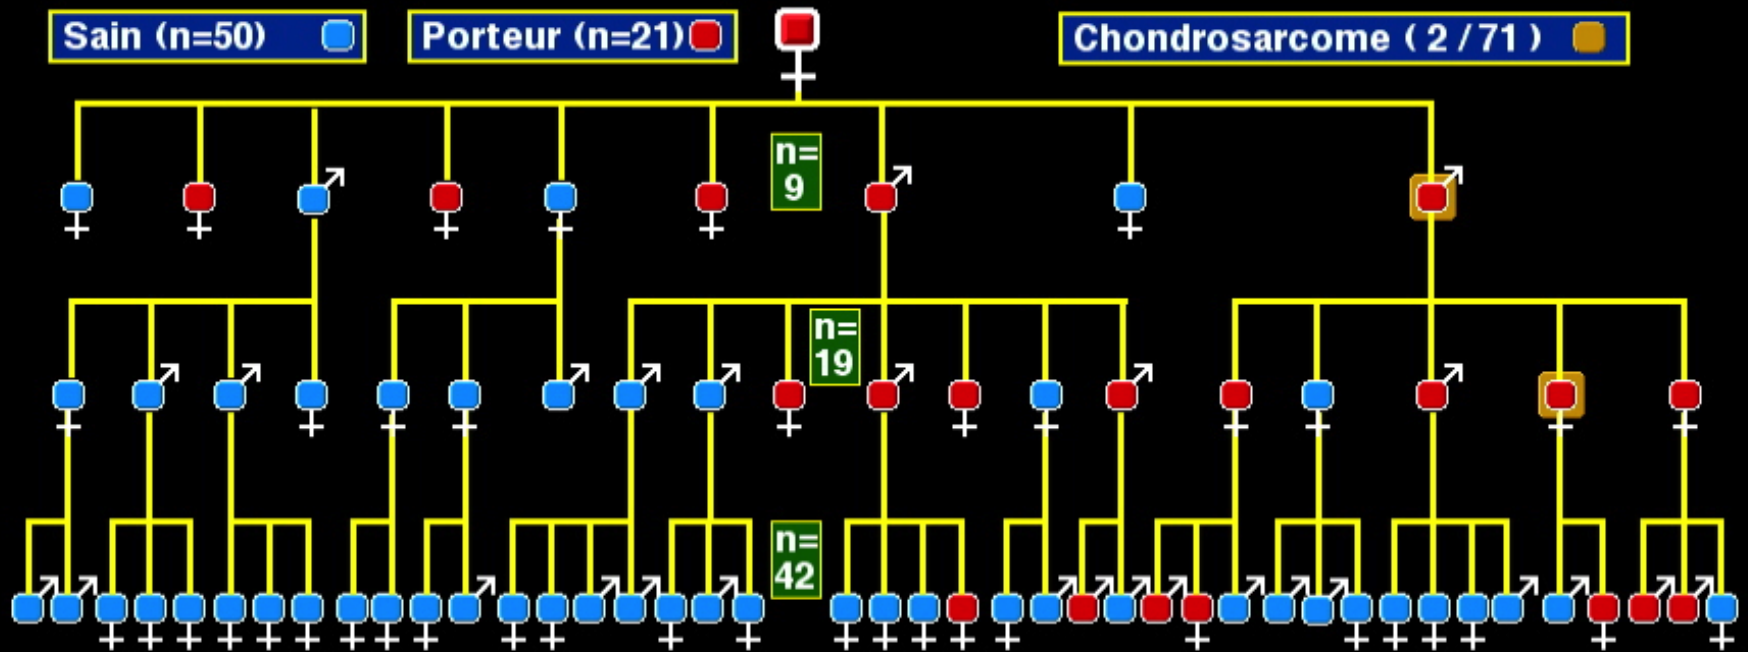 Sain (n=50)
Porteur (n=21)
Chondrosarcome ( 2 / 71 )
n=
9
n=
19
n=
42